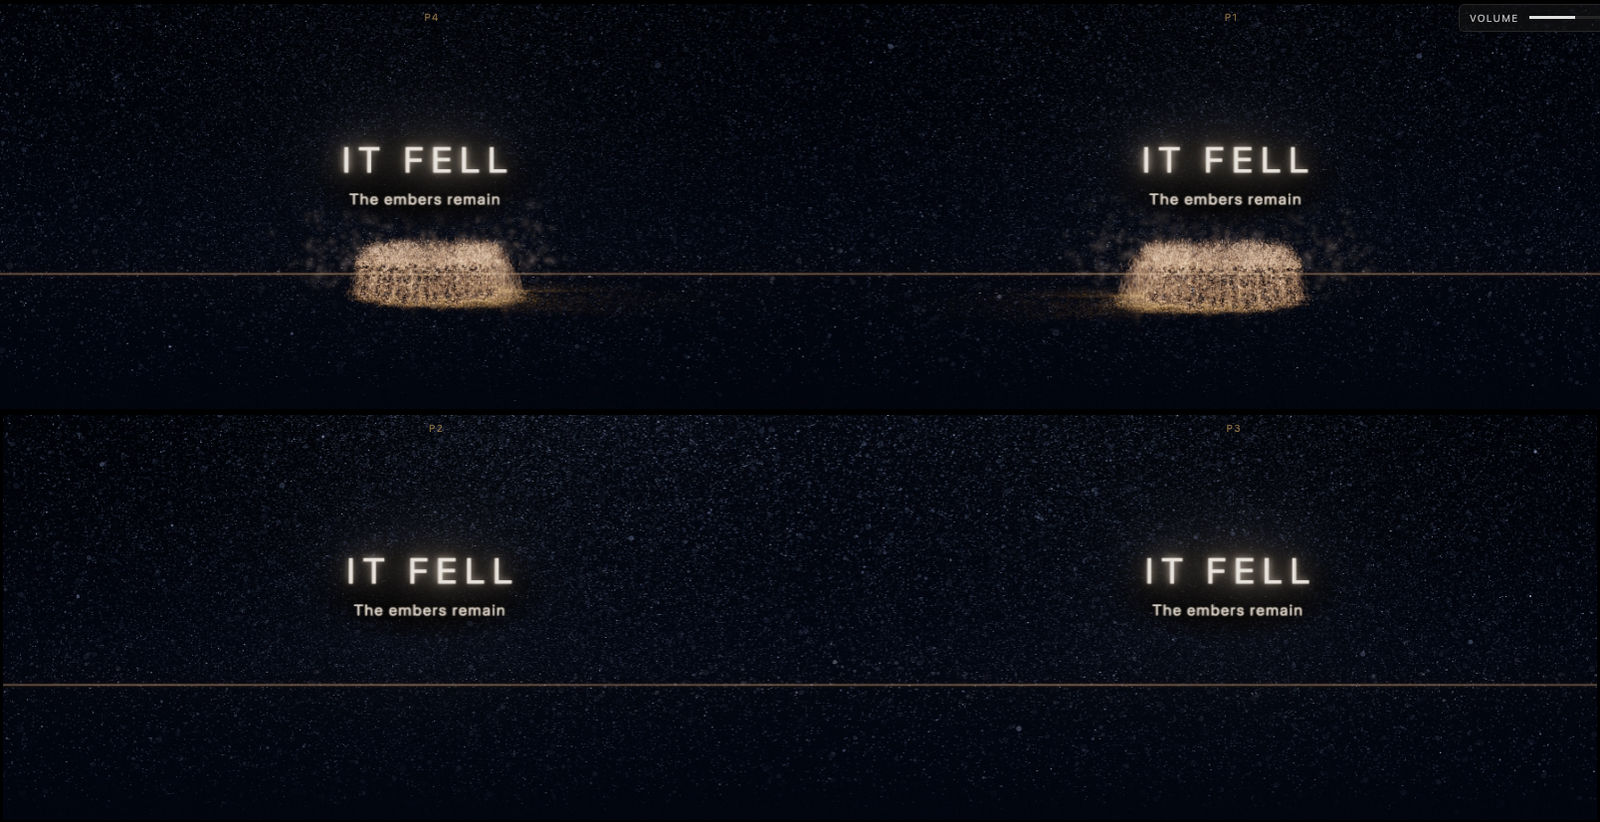 P4
P1
VOLUME
IT FELL
The embers remain
IT FELL
The embers remain
P2
P3
IT FELL
The embers remain
IT FELL
The embers remain